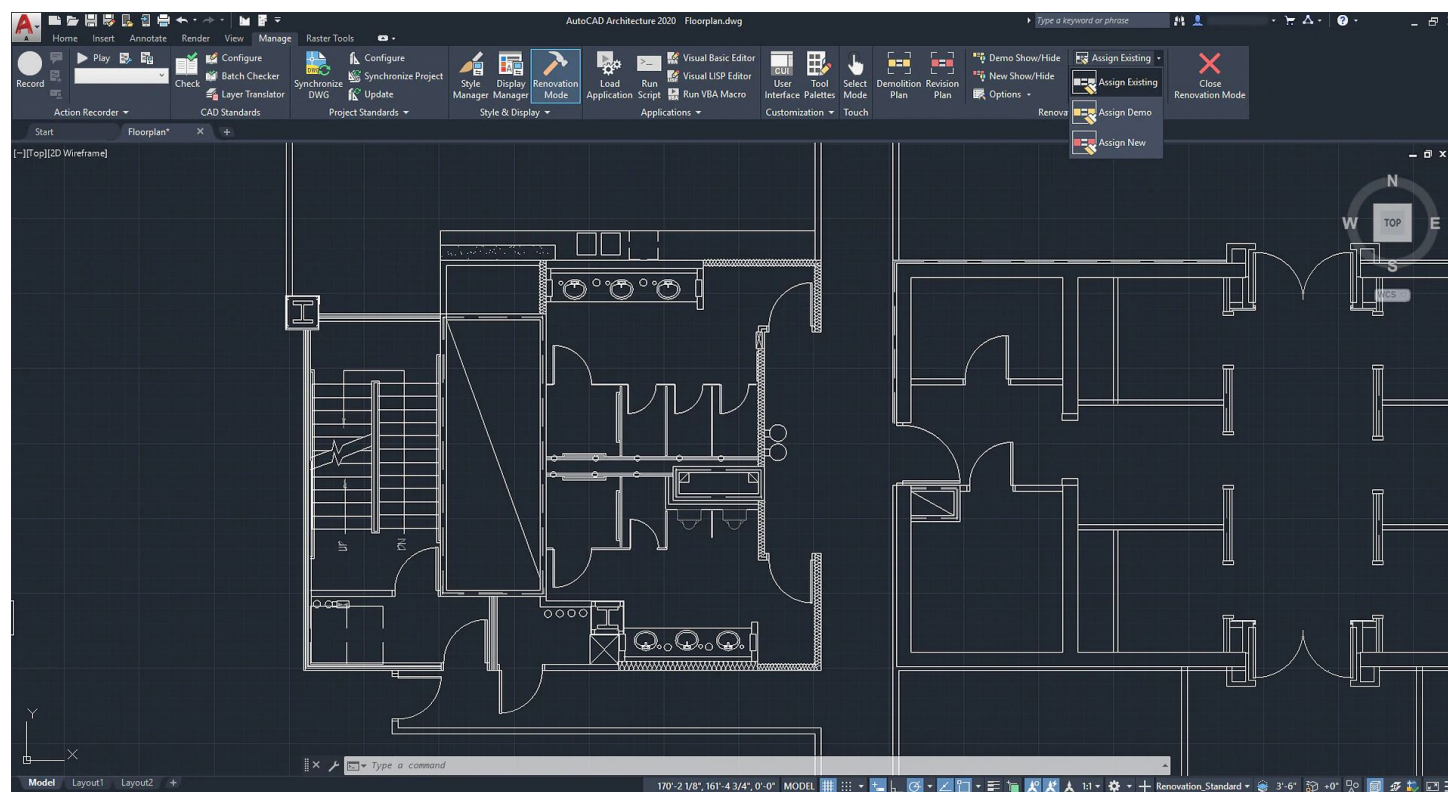 AutoCAD Architecture 2020 Floorplan.dwg
Type a keyword or phrase
Home Insert Annotate Render View Manage Raster Tools
Record
Play
Action Recorder
Check
Configure
Batch Checker
Layer Translator
CAD Standards
Synchronize DWG
Configure
Synchronize Project
Update
Project Standards
Style Manager
Display Manager
Renovation Mode
Style & Display
Load Application
Run Script
Visual Basic Editor
Visual LISP Editor
Run VBA Macro
Applications
CUI
User Interface
Tool Palettes
Customization
Select Mode
Touch
Demolition Plan
Revision Plan
Demo Show/Hide
New Show/Hide
Options
Renova
Assign Existing
Assign Existing
Assign Demo
Assign New
Close
Renovation Mode
Start Floorplan* +
[−][Top][2D Wireframe]
N
W TOP E
S
WCS
Y
X
Type a command
Model Layout1 Layout2 +
170'-2 1/8", 161'-4 3/4", 0'-0" MODEL 1:1 Renovation_Standard 3'-6" +0"